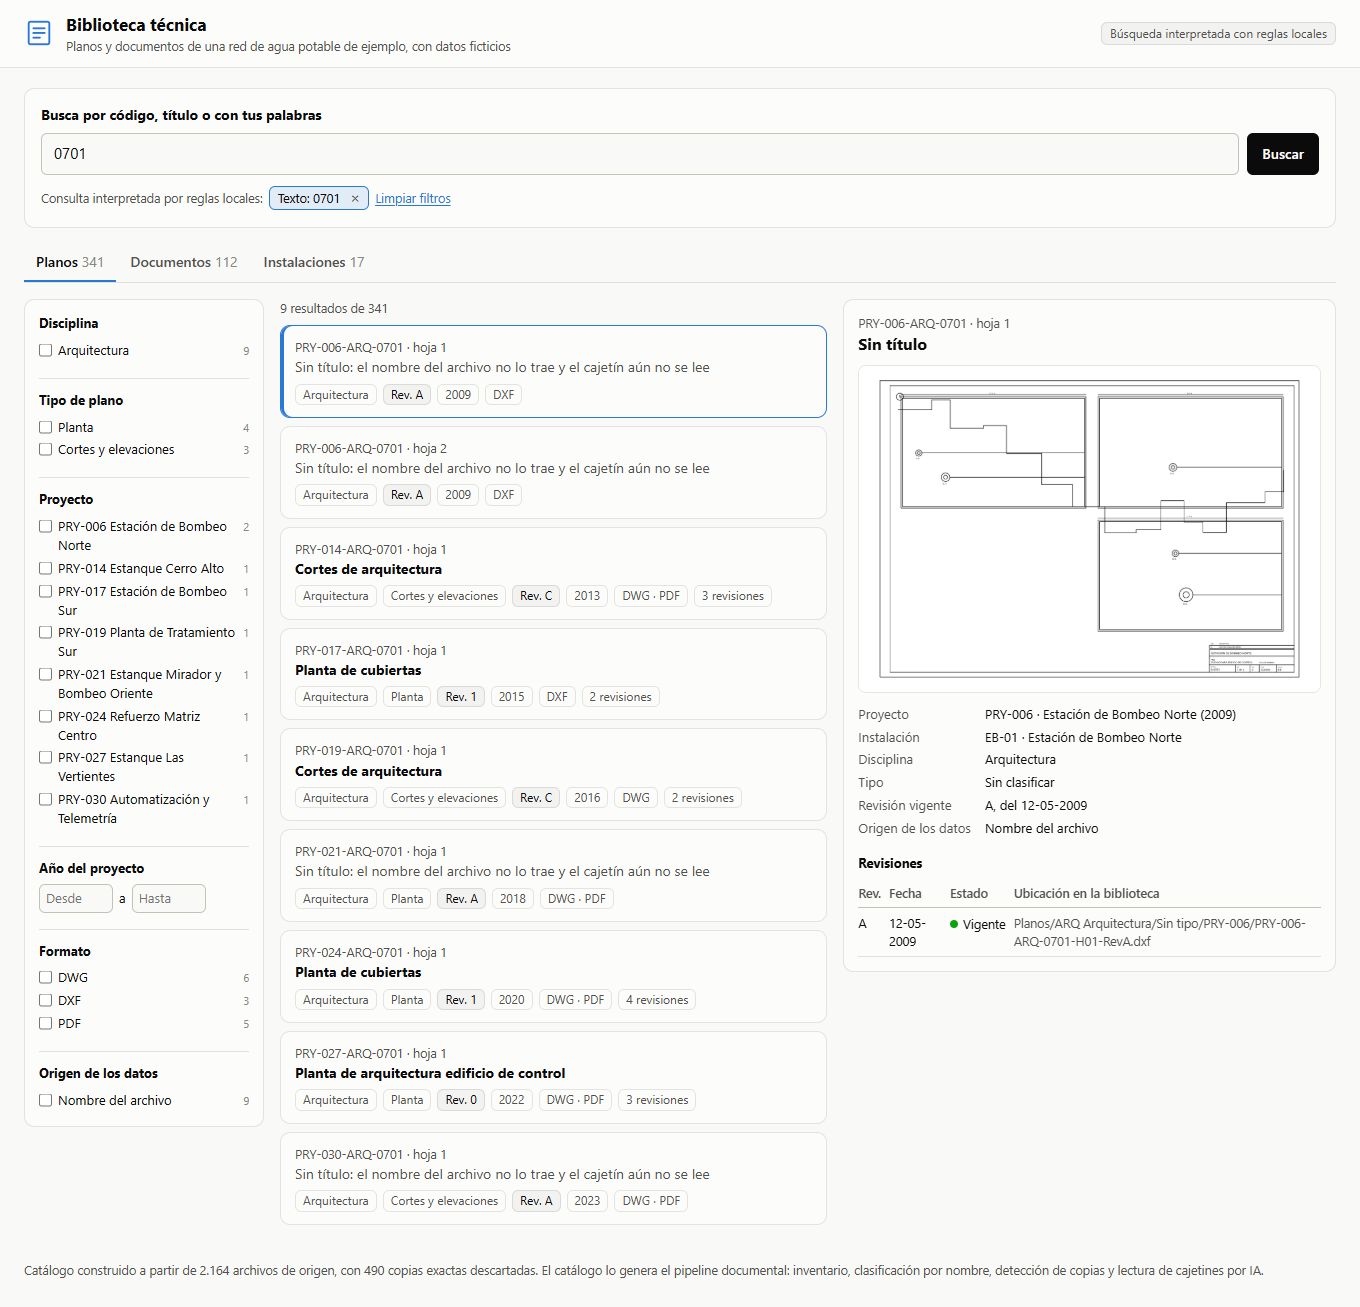 Biblioteca técnica
Planos y documentos de una red de agua potable de ejemplo, con datos ficticios
Búsqueda interpretada con reglas locales
Busca por código, título o con tus palabras
0701
Buscar
Consulta interpretada por reglas locales: Texto: 0701 × Limpiar filtros
Planos 341 Documentos 112 Instalaciones 17
Disciplina
Arquitectura 9
Tipo de plano
Planta 4
Cortes y elevaciones 3
Proyecto
PRY-006 Estación de Bombeo 2
Norte
PRY-014 Estanque Cerro Alto 1
PRY-017 Estación de Bombeo 1
Sur
PRY-019 Planta de Tratamiento 1
Sur
PRY-021 Estanque Mirador y 1
Bombeo Oriente
PRY-024 Refuerzo Matriz 1
Centro
PRY-027 Estanque Las 1
Vertientes
PRY-030 Automatización y 1
Telemetría
Año del proyecto
Desde a Hasta
Formato
DWG 6
DXF 3
PDF 5
Origen de los datos
Nombre del archivo 9
9 resultados de 341
PRY-006-ARQ-0701 · hoja 1
Sin título: el nombre del archivo no lo trae y el cajetín aún no se lee
Arquitectura Rev. A 2009 DXF
PRY-006-ARQ-0701 · hoja 2
Sin título: el nombre del archivo no lo trae y el cajetín aún no se lee
Arquitectura Rev. A 2009 DXF
PRY-014-ARQ-0701 · hoja 1
Cortes de arquitectura
Arquitectura Cortes y elevaciones Rev. C 2013 DWG · PDF 3 revisiones
PRY-017-ARQ-0701 · hoja 1
Planta de cubiertas
Arquitectura Planta Rev. 1 2015 DXF 2 revisiones
PRY-019-ARQ-0701 · hoja 1
Cortes de arquitectura
Arquitectura Cortes y elevaciones Rev. C 2016 DWG 2 revisiones
PRY-021-ARQ-0701 · hoja 1
Sin título: el nombre del archivo no lo trae y el cajetín aún no se lee
Arquitectura Planta Rev. A 2018 DWG · PDF
PRY-024-ARQ-0701 · hoja 1
Planta de cubiertas
Arquitectura Planta Rev. 1 2020 DWG · PDF 4 revisiones
PRY-027-ARQ-0701 · hoja 1
Planta de arquitectura edificio de control
Arquitectura Planta Rev. 0 2022 DWG · PDF 3 revisiones
PRY-030-ARQ-0701 · hoja 1
Sin título: el nombre del archivo no lo trae y el cajetín aún no se lee
Arquitectura Cortes y elevaciones Rev. A 2023 DWG · PDF
PRY-006-ARQ-0701 · hoja 1
Sin título
Proyecto PRY-006 · Estación de Bombeo Norte (2009)
Instalación EB-01 · Estación de Bombeo Norte
Disciplina Arquitectura
Tipo Sin clasificar
Revisión vigente A, del 12-05-2009
Origen de los datos Nombre del archivo
Revisiones
Rev. Fecha Estado Ubicación en la biblioteca
A 12-05- Vigente Planos/ARQ Arquitectura/Sin tipo/PRY-006/PRY-006-
2009 ARQ-0701-H01-RevA.dxf
Catálogo construido a partir de 2.164 archivos de origen, con 490 copias exactas descartadas. El catálogo lo genera el pipeline documental: inventario, clasificación por nombre, detección de copias y lectura de cajetines por IA.